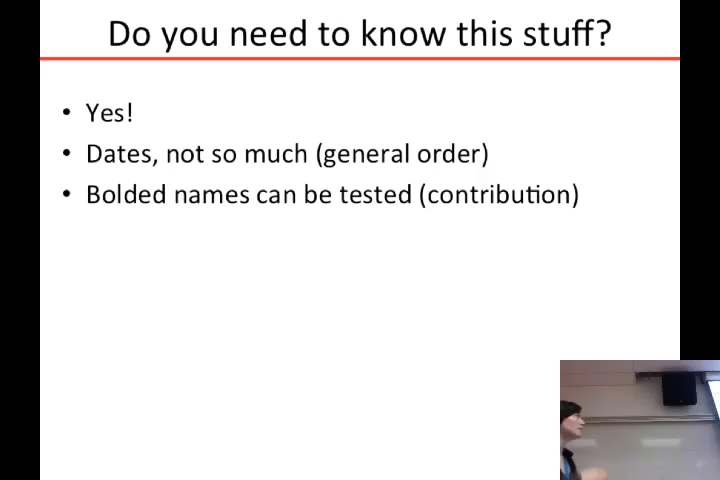 Do you need to know this stuff?
• Yes!
• Dates, not so much (general order)
• Bolded names can be tested (contribution)